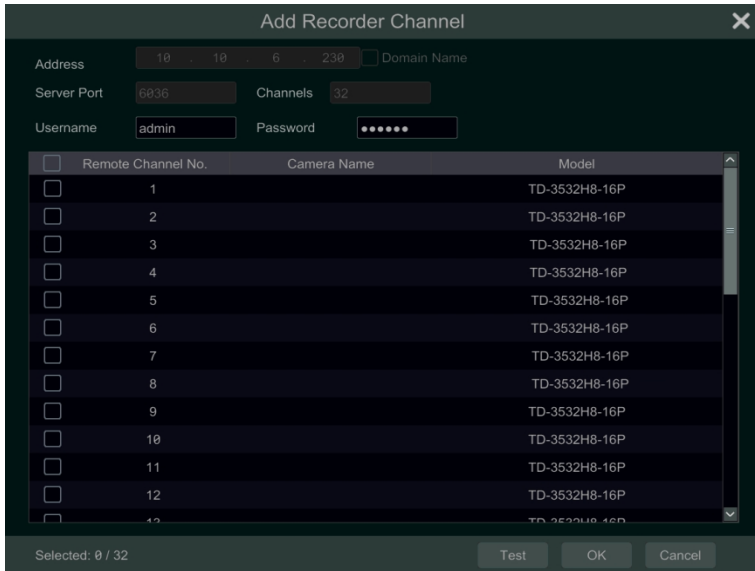 Add Recorder Channel
Address 10 . 10 . 6 . 230 Domain Name
Server Port 6036 Channels 32
Username admin Password ●●●●●●
Remote Channel No. Camera Name Model
1 TD-3532H8-16P
2 TD-3532H8-16P
3 TD-3532H8-16P
4 TD-3532H8-16P
5 TD-3532H8-16P
6 TD-3532H8-16P
7 TD-3532H8-16P
8 TD-3532H8-16P
9 TD-3532H8-16P
10 TD-3532H8-16P
11 TD-3532H8-16P
12 TD-3532H8-16P
13 TD-3532H8-16P
Selected: 0 / 32 Test OK Cancel